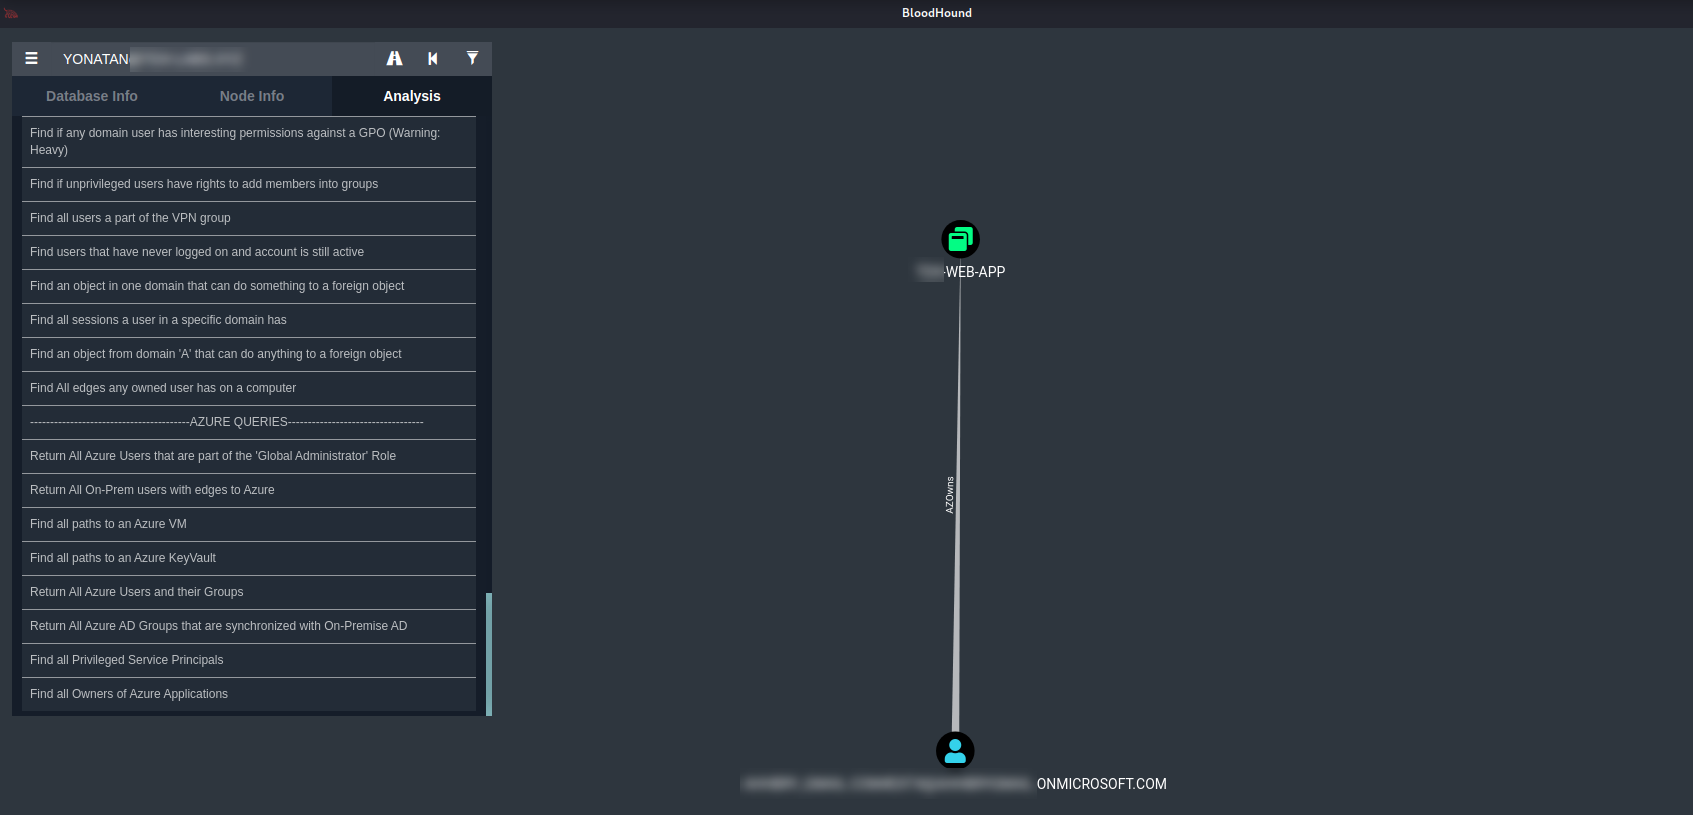 BloodHound
YONATAN
Database Info
Node Info
Analysis
Find if any domain user has interesting permissions against a GPO (Warning:
Heavy)
Find if unprivileged users have rights to add members into groups
Find all users a part of the VPN group
Find users that have never logged on and account is still active
Find an object in one domain that can do something to a foreign object
Find all sessions a user in a specific domain has
Find an object from domain 'A' that can do anything to a foreign object
Find All edges any owned user has on a computer
----------------------------------------AZURE QUERIES----------------------------------
Return All Azure Users that are part of the 'Global Administrator' Role
Return All On-Prem users with edges to Azure
Find all paths to an Azure VM
Find all paths to an Azure KeyVault
Return All Azure Users and their Groups
Return All Azure AD Groups that are synchronized with On-Premise AD
Find all Privileged Service Principals
Find all Owners of Azure Applications
-WEB-APP
AZOwns
ONMICROSOFT.COM